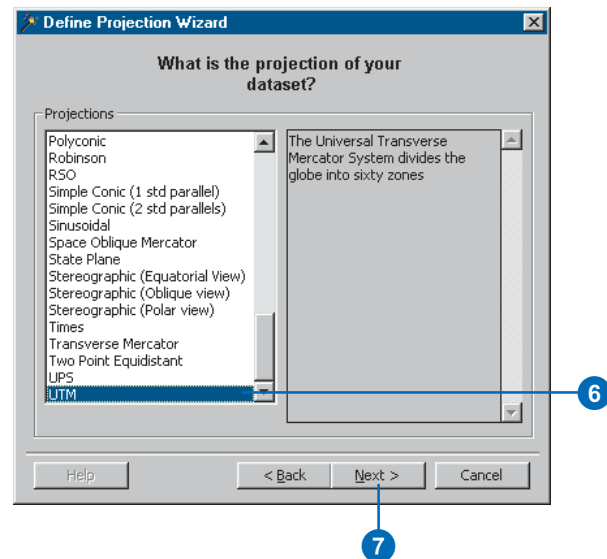 Define Projection Wizard
What is the projection of your
dataset?
Projections
Polyconic
Robinson
RSO
Simple Conic (1 std parallel)
Simple Conic (2 std parallels)
Sinusoidal
Space Oblique Mercator
State Plane
Stereographic (Equatorial View)
Stereographic (Oblique view)
Stereographic (Polar view)
Times
Transverse Mercator
Two Point Equidistant
UPS
UTM
The Universal Transverse
Mercator System divides the
globe into sixty zones
6
Help
< Back
Next >
Cancel
7